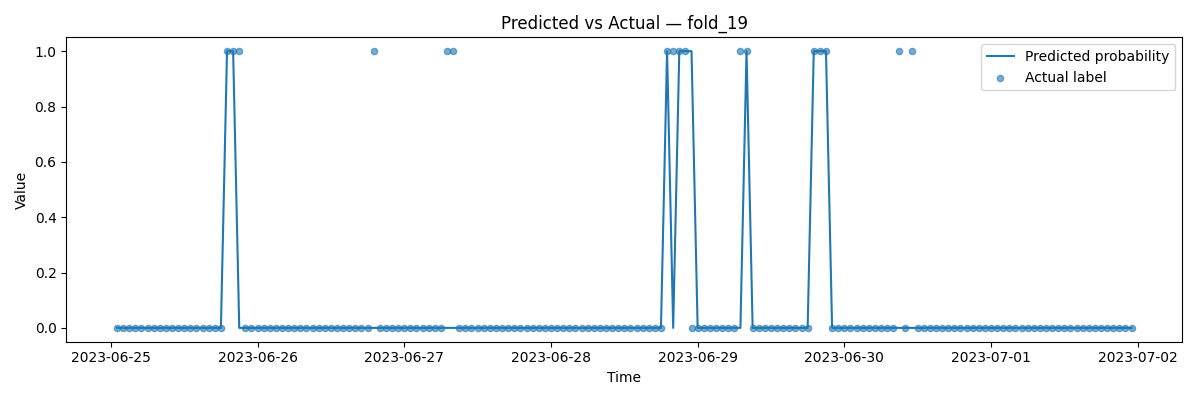 Predicted vs Actual — fold_19
Value
1.0
0.8
0.6
0.4
0.2
0.0
Predicted probability
Actual label
2023-06-25 2023-06-26 2023-06-27 2023-06-28 2023-06-29 2023-06-30 2023-07-01 2023-07-02
Time